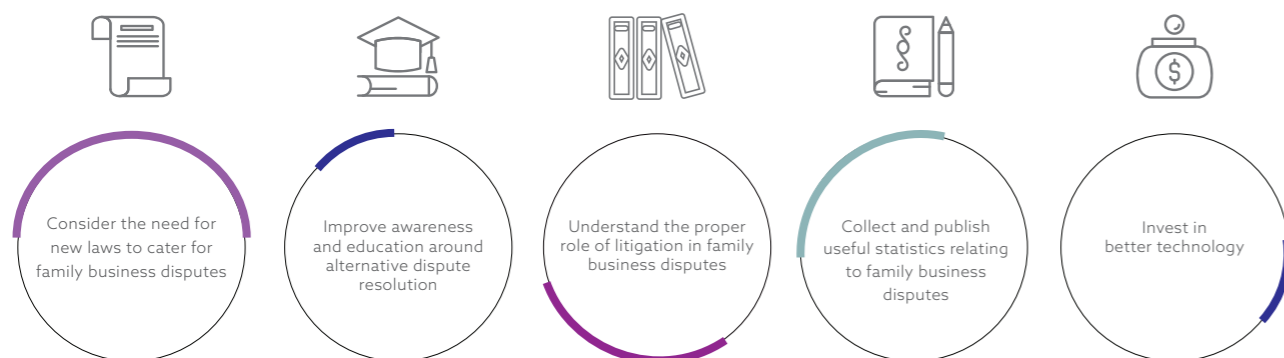 Consider the need for
new laws to cater for
family business disputes
Improve awareness
and education around
alternative dispute
resolution
Understand the proper
role of litigation in family
business disputes
Collect and publish
useful statistics relating
to family business
disputes
Invest in
better technology
$